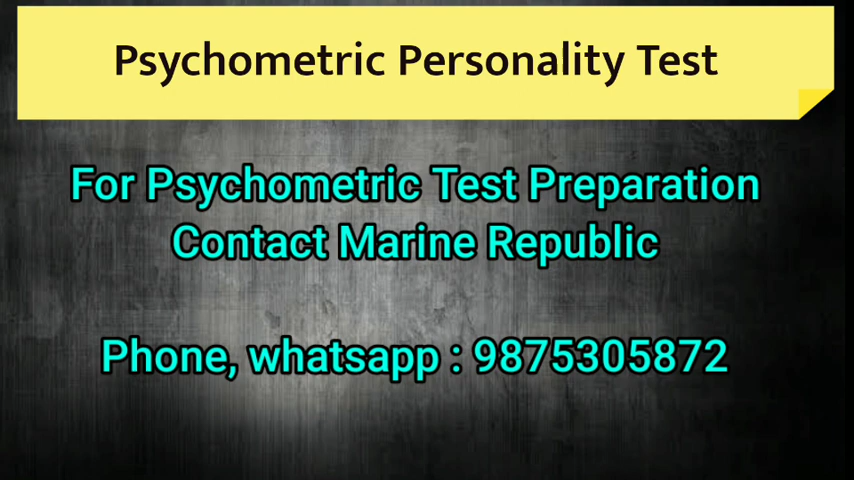 Psychometric Personality Test
For Psychometric Test Preparation
Contact Marine Republic
Phone, whatsapp : 9875305872